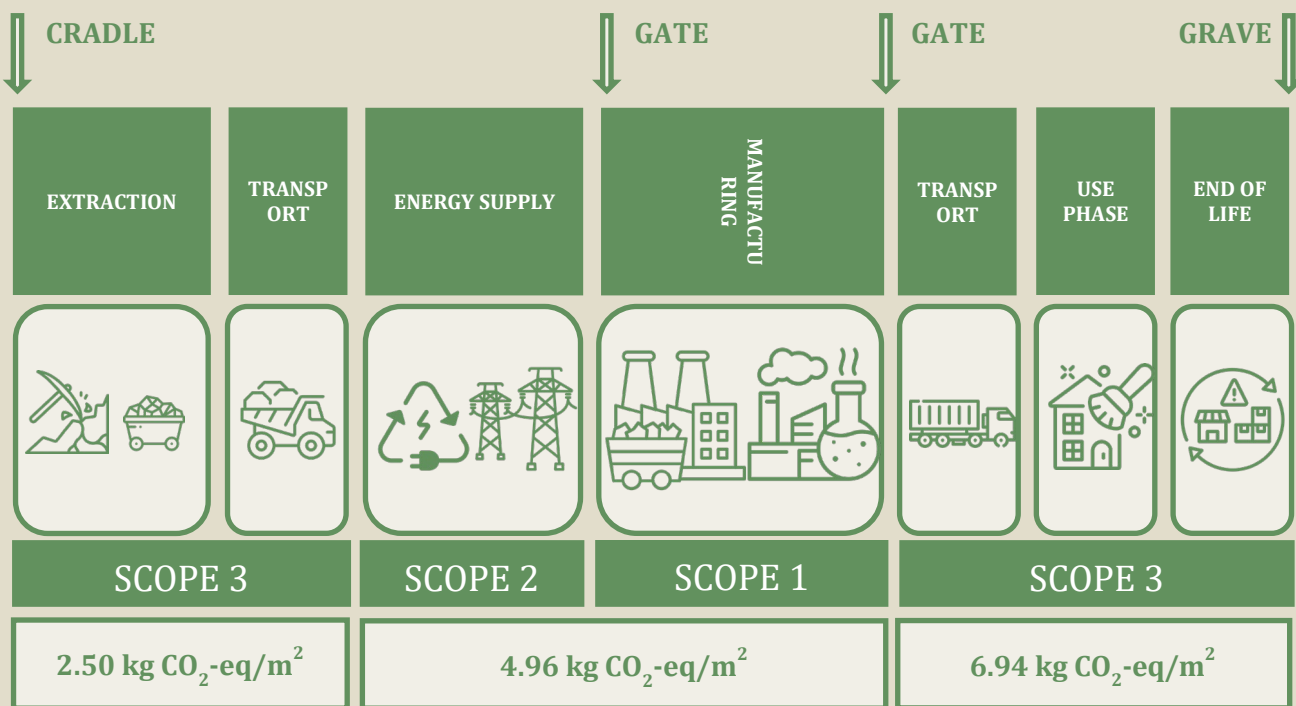 CRADLE
GATE
GATE
GRAVE
EXTRACTION
TRANSP
ORT
ENERGY SUPPLY
MANUFACTU
RING
TRANSP
ORT
USE
PHASE
END OF
LIFE
SCOPE 3
SCOPE 2
SCOPE 1
SCOPE 3
2.50 kg CO₂-eq/m²
4.96 kg CO₂-eq/m²
6.94 kg CO₂-eq/m²